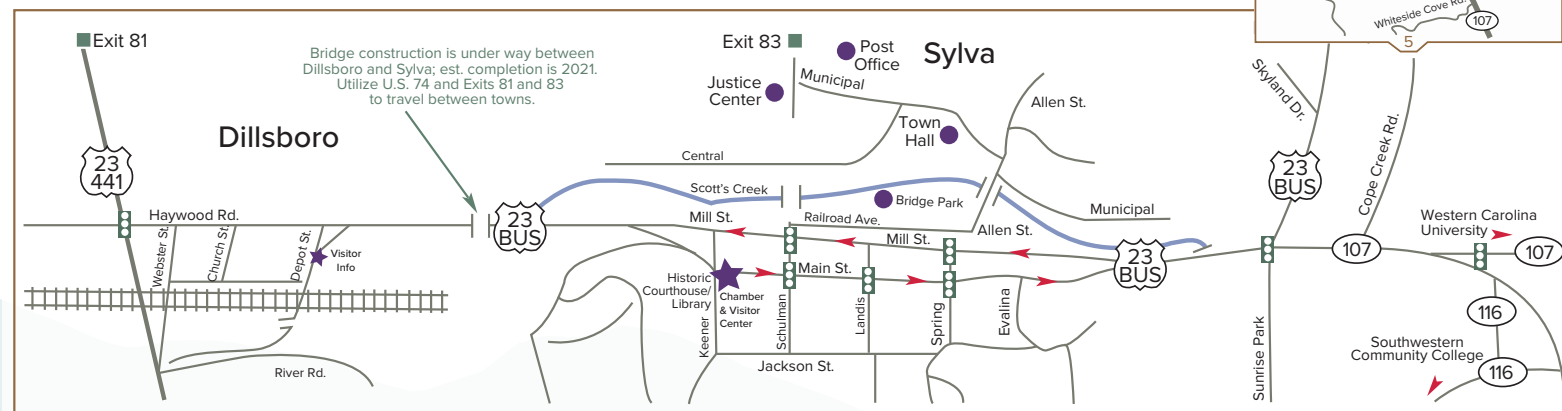 Whiteside Cove Rd.
107
5
Exit 81
Bridge construction is under way between
Dillsboro and Sylva; est. completion is 2021.
Utilize U.S. 74 and Exits 81 and 83
to travel between towns.
Exit 83
Post
Office
Sylva
Justice
Center
Municipal
Allen St.
Skyland Dr.
Dillsboro
Town
Hall
Central
23
441
Scott's Creek
Bridge Park
23
BUS
Cope Creek Rd.
Haywood Rd.
23
BUS
Mill St.
Railroad Ave.
Allen St.
Municipal
Western Carolina
University
107
107
Webster St.
Church St.
Depot St.
Visitor
Info
Mill St.
23
BUS
Main St.
Historic
Courthouse/
Library
Chamber
& Visitor
Center
Keener
Schulman
Landis
Spring
Evalina
Sunrise Park
116
Southwestern
Community College
116
River Rd.
Jackson St.